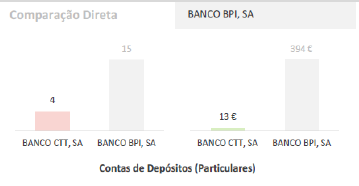 Comparação Direta
BANCO BPI, SA
15
394 €
4
13 €
BANCO CTT, SA
BANCO BPI, SA
BANCO CTT, SA
BANCO BPI, SA
Contas de Depósitos (Particulares)